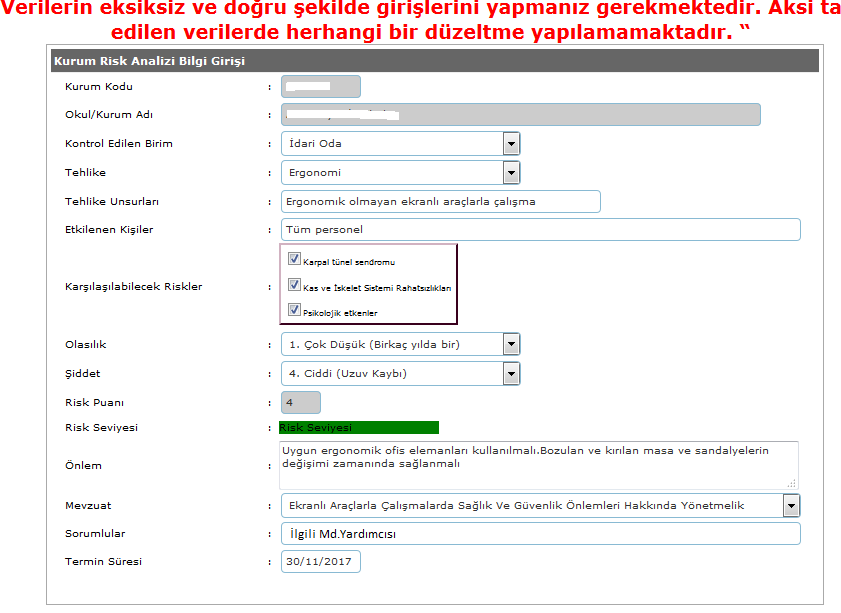 Verilerin eksiksiz ve doğru şekilde girişlerini yapmanız gerekmektedir. Aksi ta
edilen verilerde herhangi bir düzeltme yapılamamaktadır. “
Kurum Risk Analizi Bilgi Girişi
Kurum Kodu :
Okul/Kurum Adı :
Kontrol Edilen Birim : İdari Oda
Tehlike : Ergonomi
Tehlike Unsurları : Ergonomık olmayan ekranlı araçlarla çalışma
Etkilenen Kişiler : Tüm personel
Karpal tünel sendromu
Karşılaşılabilecek Riskler : Kas ve İskelet Sistemi Rahatsızlıkları
Psikolojik etkenler
Olasılık : 1. Çok Düşük (Birkaç yılda bir)
Şiddet : 4. Ciddi (Uzuv Kaybı)
Risk Puanı : 4
Risk Seviyesi : Risk Seviyesi
Önlem : Uygun ergonomik ofis elemanları kullanılmalı.Bozulan ve kırılan masa ve sandalyelerin
değişimi zamanında sağlanmalı
Mevzuat : Ekranlı Araçlarla Çalışmalarda Sağlık Ve Güvenlik Önlemleri Hakkında Yönetmelik
Sorumlular : İlgili Md.Yardımcısı
Termin Süresi : 30/11/2017